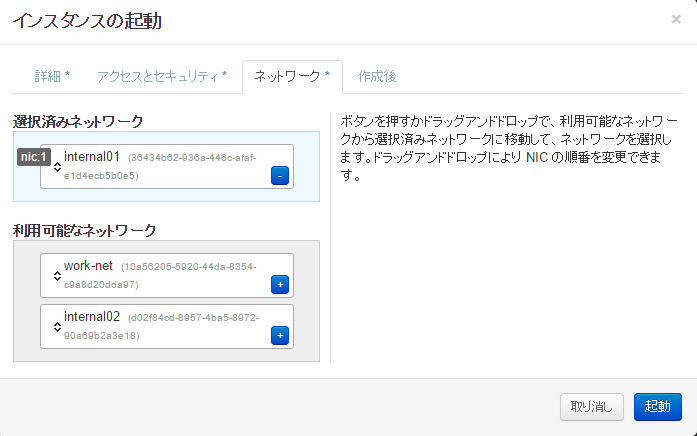 インスタンスの起動
×
詳細 *
アクセスとセキュリティ *
ネットワーク *
作成後
選択済みネットワーク
nic:1
internal01 (36434b62-936a-446c-afaf-
e1d4ecb5b0e5)
-
利用可能なネットワーク
work-net (10a56205-5920-44da-8354-
c9a8d20dda97)
+
internal02 (d02f84cd-8957-4ba5-8972-
90a69b2a3e18)
+
ボタンを押すかドラッグアンドドロップで、利用可能なネットワー
クから選択済みネットワークに移動して、ネットワークを選択し
ます。ドラッグアンドドロップにより NIC の順番を変更できま
す。
取り消し
起動